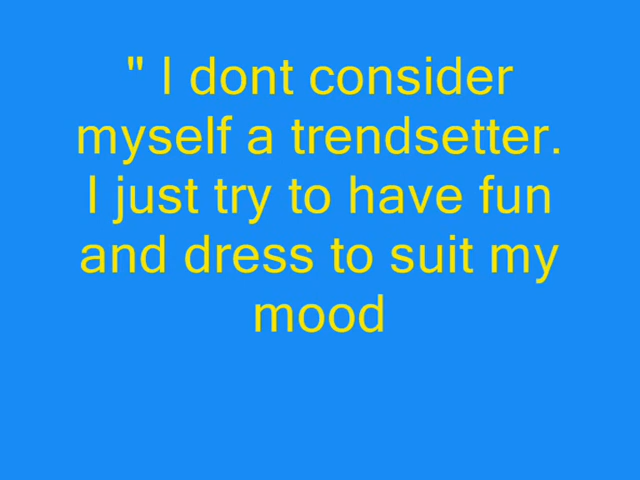 " I dont consider
myself a trendsetter.
I just try to have fun
and dress to suit my
mood